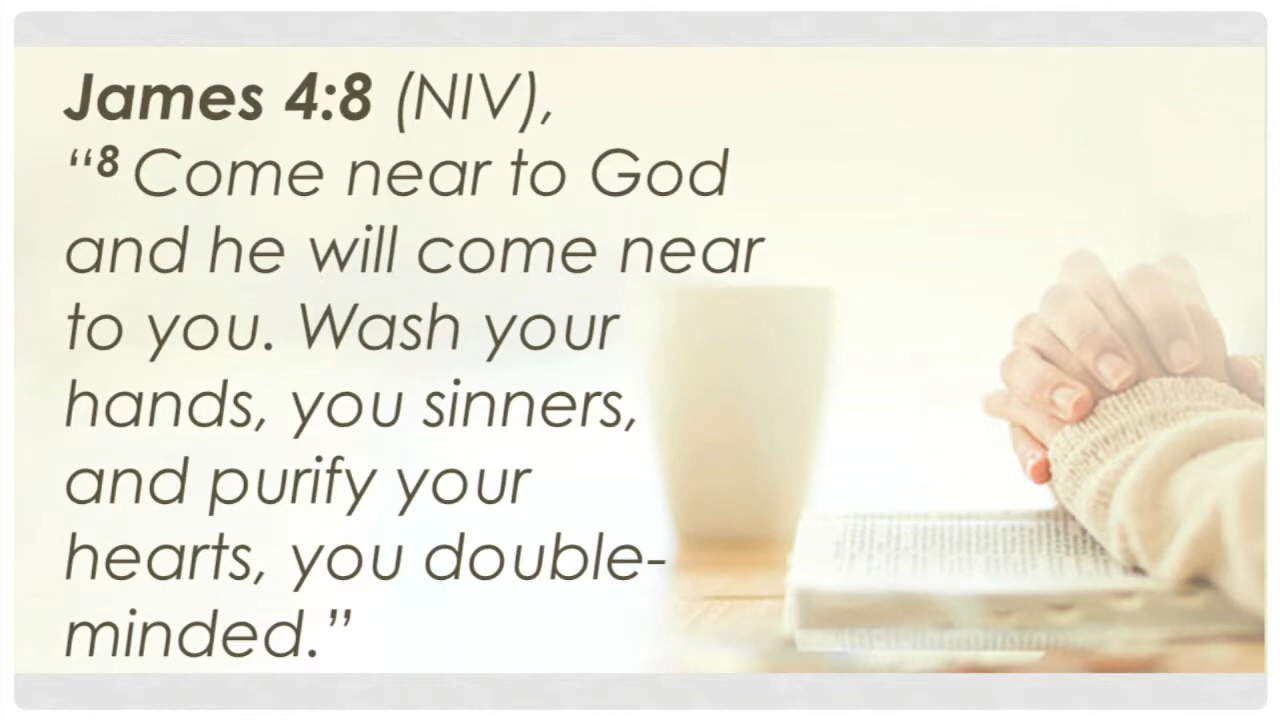 James 4:8 (NIV),
“8 Come near to God
and he will come near
to you. Wash your
hands, you sinners,
and purify your
hearts, you double-
minded.”